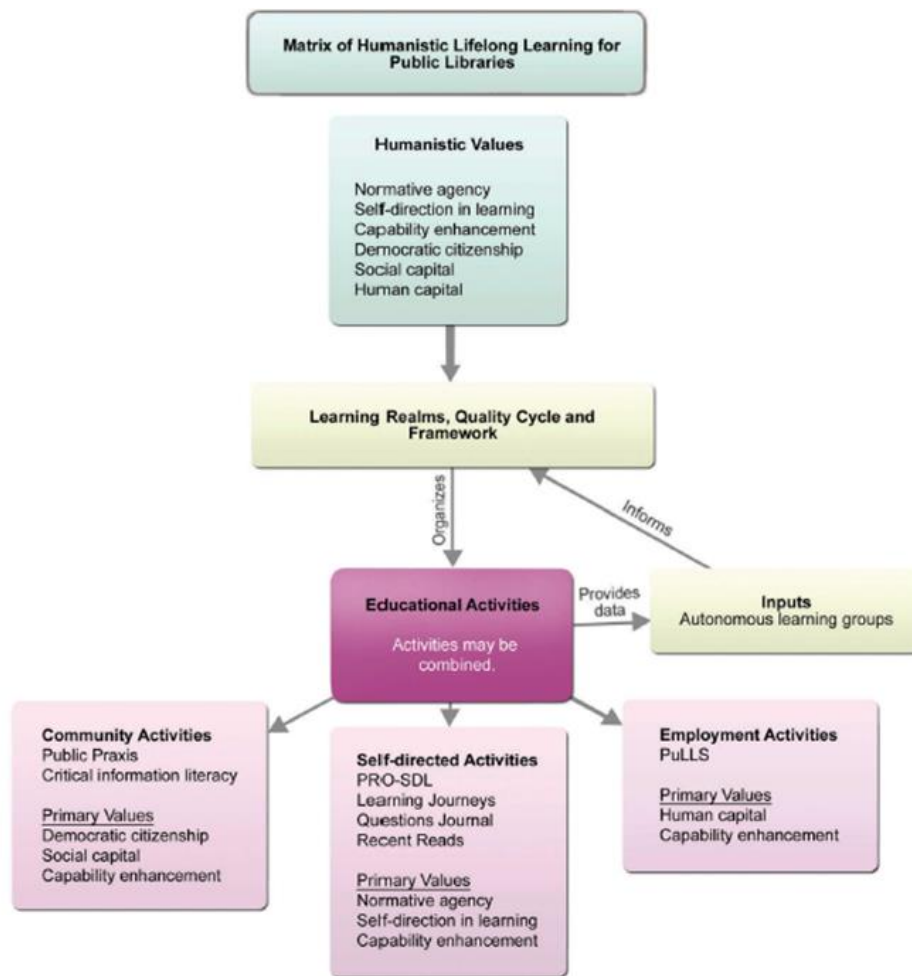 Matrix of Humanistic Lifelong Learning for
Public Libraries
Humanistic Values
Normative agency
Self-direction in learning
Capability enhancement
Democratic citizenship
Social capital
Human capital
Learning Realms, Quality Cycle and
Framework
Organizes
Informs
Educational Activities
Activities may be
combined.
Provides
data
Inputs
Autonomous learning groups
Community Activities
Public Praxis
Critical information literacy
Primary Values
Democratic citizenship
Social capital
Capability enhancement
Self-directed Activities
PRO-SDL
Learning Journeys
Questions Journal
Recent Reads
Primary Values
Normative agency
Self-direction in learning
Capability enhancement
Employment Activities
PuLLS
Primary Values
Human capital
Capability enhancement